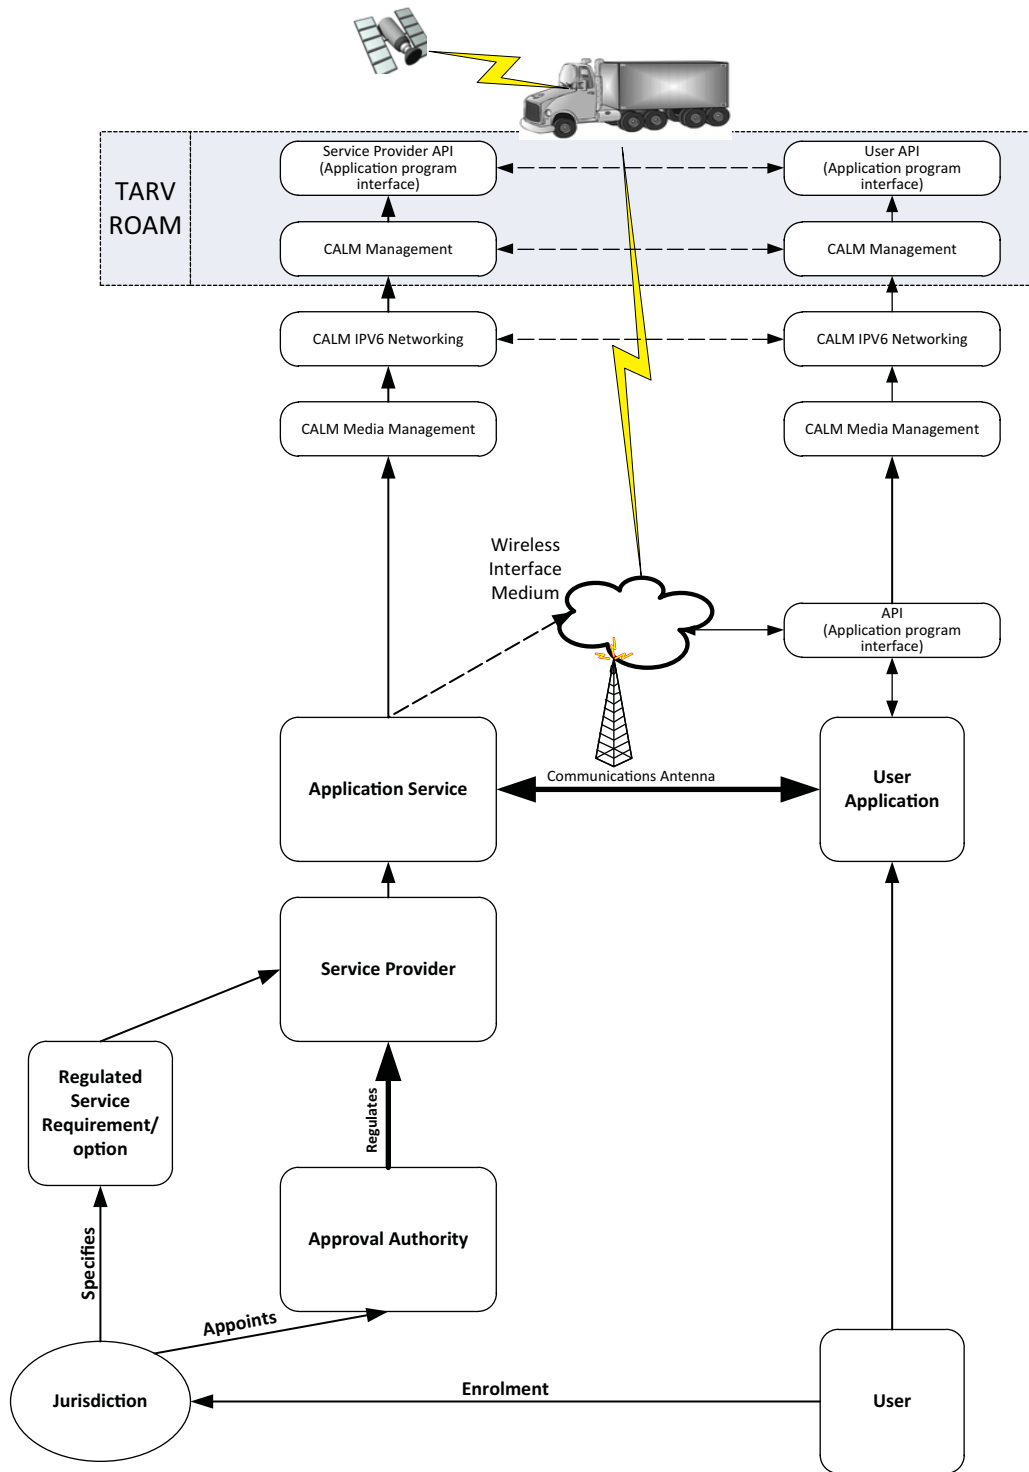 Service Provider API
(Application program
interface)
User API
(Application program
interface)
TARV
ROAM
CALM Management
CALM Management
CALM IPV6 Networking
CALM IPV6 Networking
CALM Media Management
CALM Media Management
Wireless
Interface
Medium
API
(Application program
interface)
Communications Antenna
Application Service
User
Application
Service Provider
Regulated
Service
Requirement/
option
Regulates
Approval Authority
Specifies
Appoints
Jurisdiction
Enrolment
User